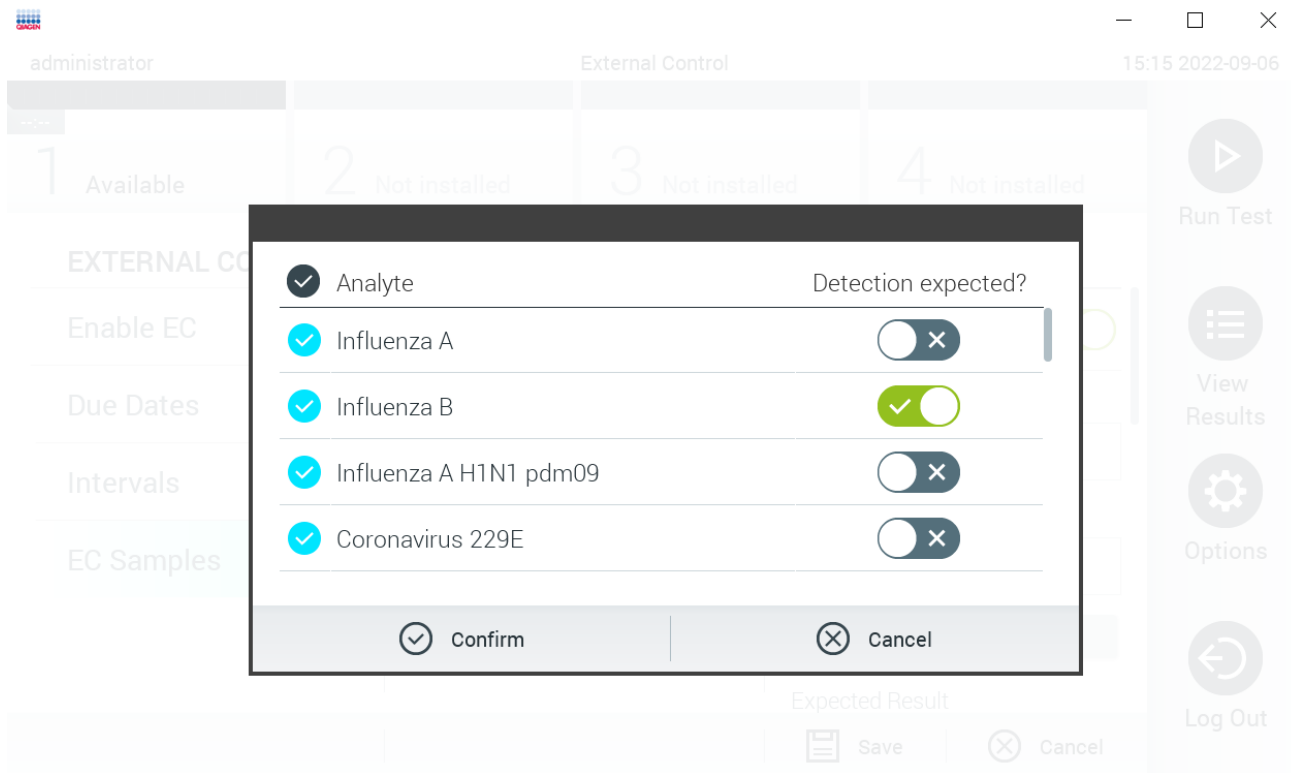 QIAGEN
administrator External Control 15:15 2022-09-06
--:--
1 Available 2 Not installed 3 Not installed 4 Not installed
Run Test
EXTERNAL CO
Analyte Detection expected?
Enable EC
Influenza A
View
Results
Due Dates
Influenza B
Intervals
Influenza A H1N1 pdm09
Options
EC Samples
Coronavirus 229E
Confirm Cancel
Expected Result
Log Out
Save Cancel